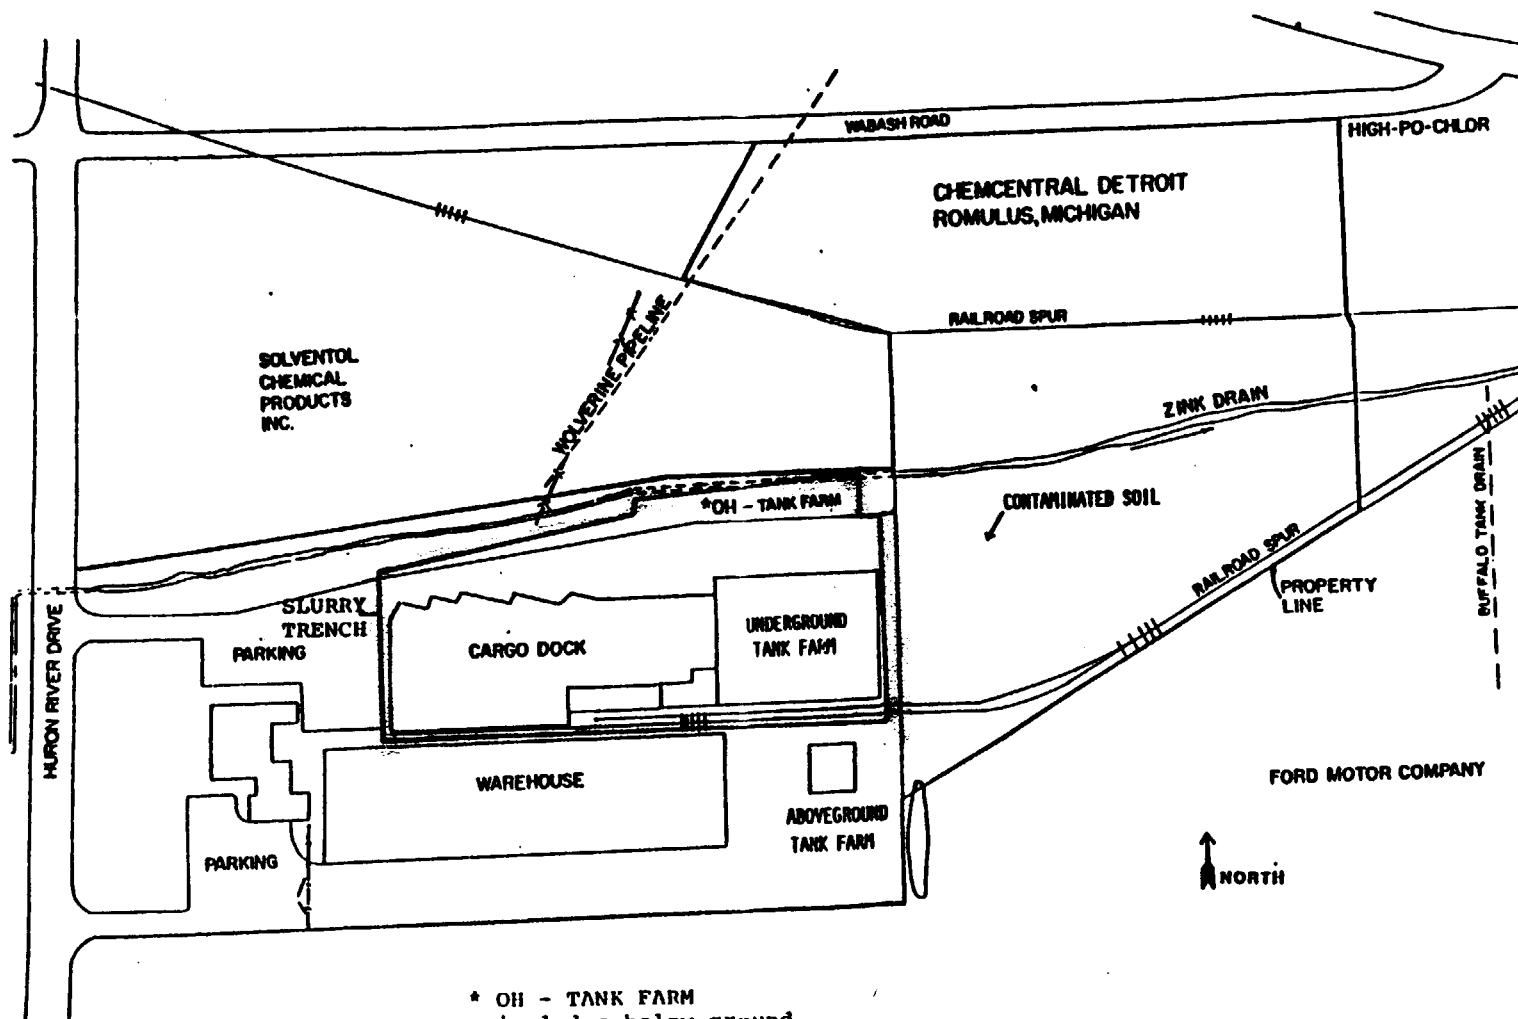 WABASH ROAD
HIGH-PO-CHLOR
CHEMCENTRAL DETROIT
ROMULUS, MICHIGAN
RAILROAD SPUR
SOLVENTOL
CHEMICAL
PRODUCTS
INC.
WOLVERINE PIPELINE
ZINK DRAIN
BUFFALO TANK DRAIN
*OH - TANK FARM
CONTAMINATED SOIL
RAILROAD SPUR
PROPERTY
LINE
SLURRY
TRENCH
HURON RIVER DRIVE
PARKING
CARGO DOCK
UNDERGROUND
TANK FARM
WAREHOUSE
ABOVEGROUND
TANK FARM
FORD MOTOR COMPANY
PARKING
NORTH
* OH - TANK FARM
below ground